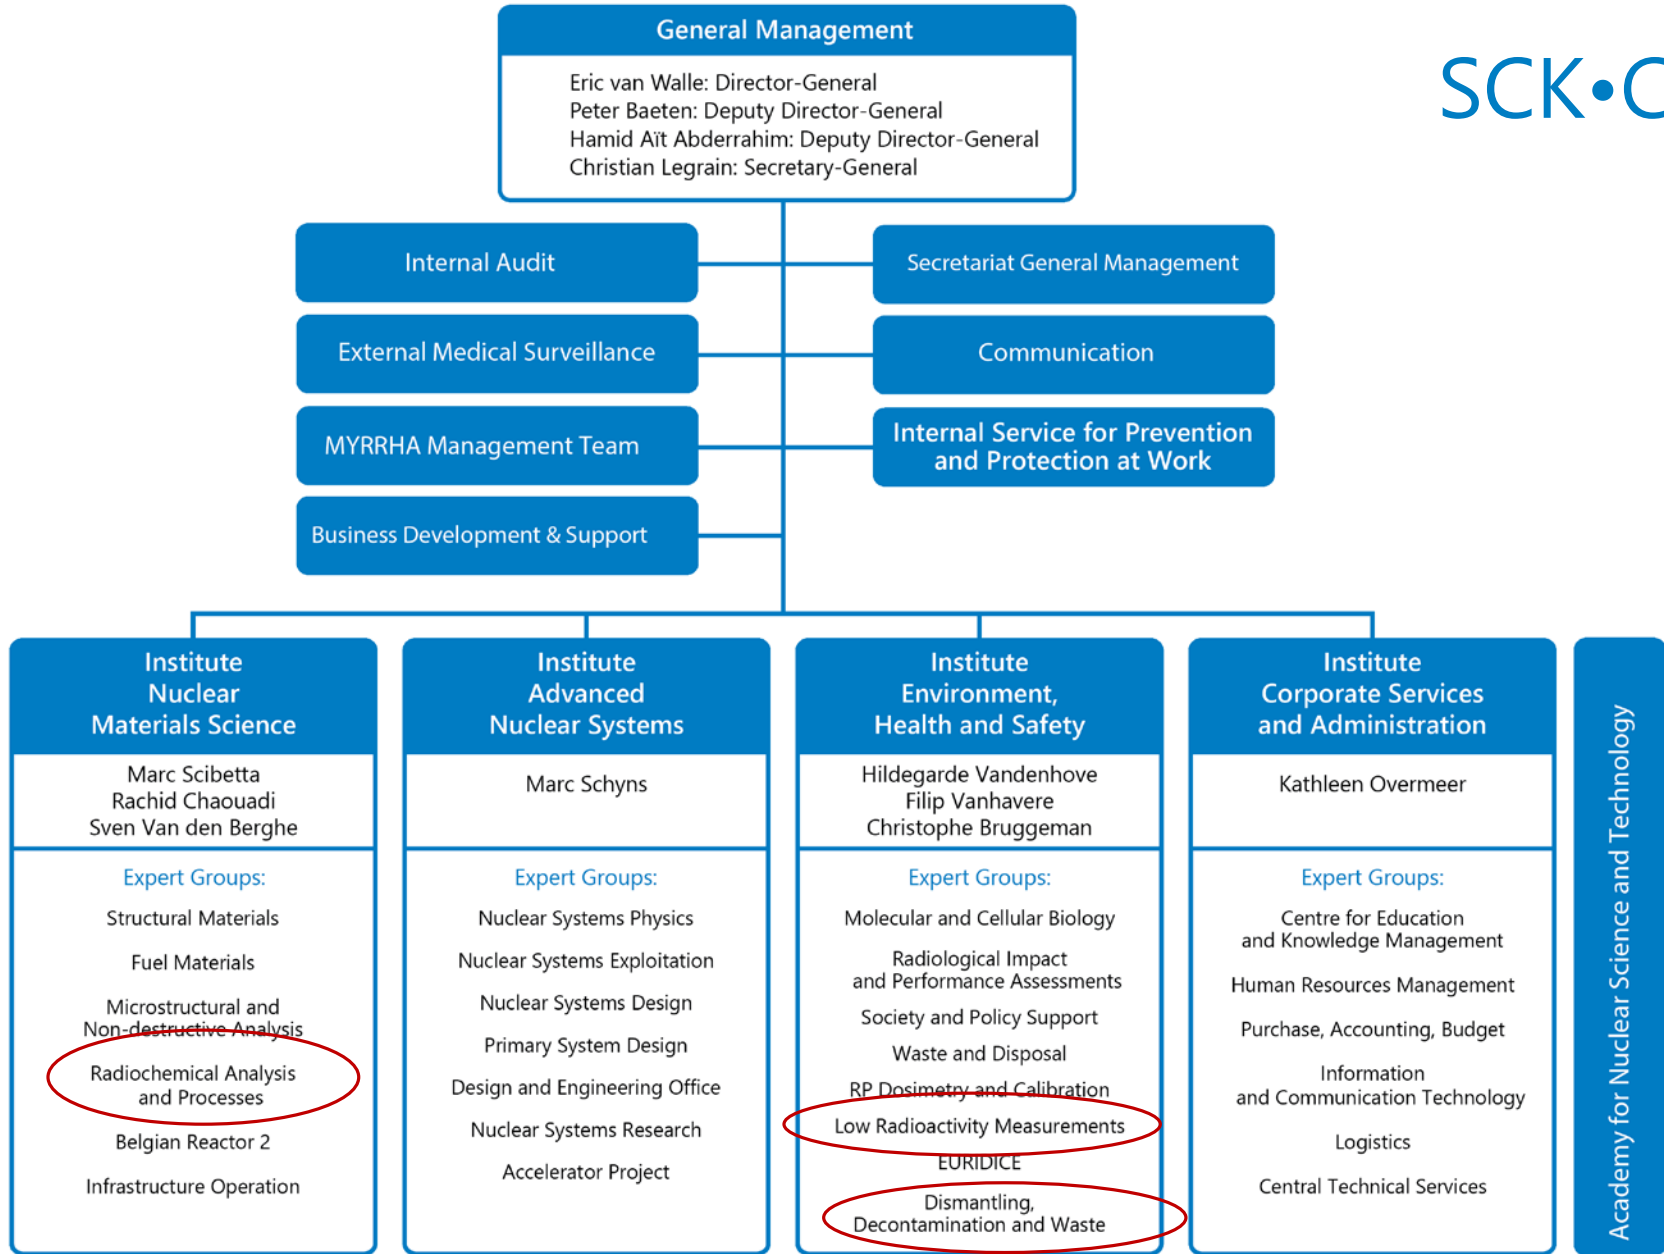 General Management
Eric van Walle: Director-General
Peter Baeten: Deputy Director-General
Hamid Aït Abderrahim: Deputy Director-General
Christian Legrain: Secretary-General
SCK•C
Internal Audit
Secretariat General Management
External Medical Surveillance
Communication
MYRRHA Management Team
Internal Service for Prevention
and Protection at Work
Business Development & Support
Institute
Nuclear
Materials Science
Marc Scibetta
Rachid Chaouadi
Sven Van den Berghe
Expert Groups:
Structural Materials
Fuel Materials
Microstructural and
Non-destructive Analysis
Radiochemical Analysis
and Processes
Belgian Reactor 2
Infrastructure Operation
Institute
Advanced
Nuclear Systems
Marc Schyns
Expert Groups:
Nuclear Systems Physics
Nuclear Systems Exploitation
Nuclear Systems Design
Primary System Design
Design and Engineering Office
Nuclear Systems Research
Accelerator Project
Institute
Environment,
Health and Safety
Hildegarde Vandenhove
Filip Vanhavere
Christophe Bruggeman
Expert Groups:
Molecular and Cellular Biology
Radiological Impact
and Performance Assessments
Society and Policy Support
Waste and Disposal
RP Dosimetry and Calibration
Low Radioactivity Measurements
EURIDICE
Dismantling,
Decontamination and Waste
Institute
Corporate Services
and Administration
Kathleen Overmeer
Expert Groups:
Centre for Education
and Knowledge Management
Human Resources Management
Purchase, Accounting, Budget
Information
and Communication Technology
Logistics
Central Technical Services
Academy for Nuclear Science and Technology